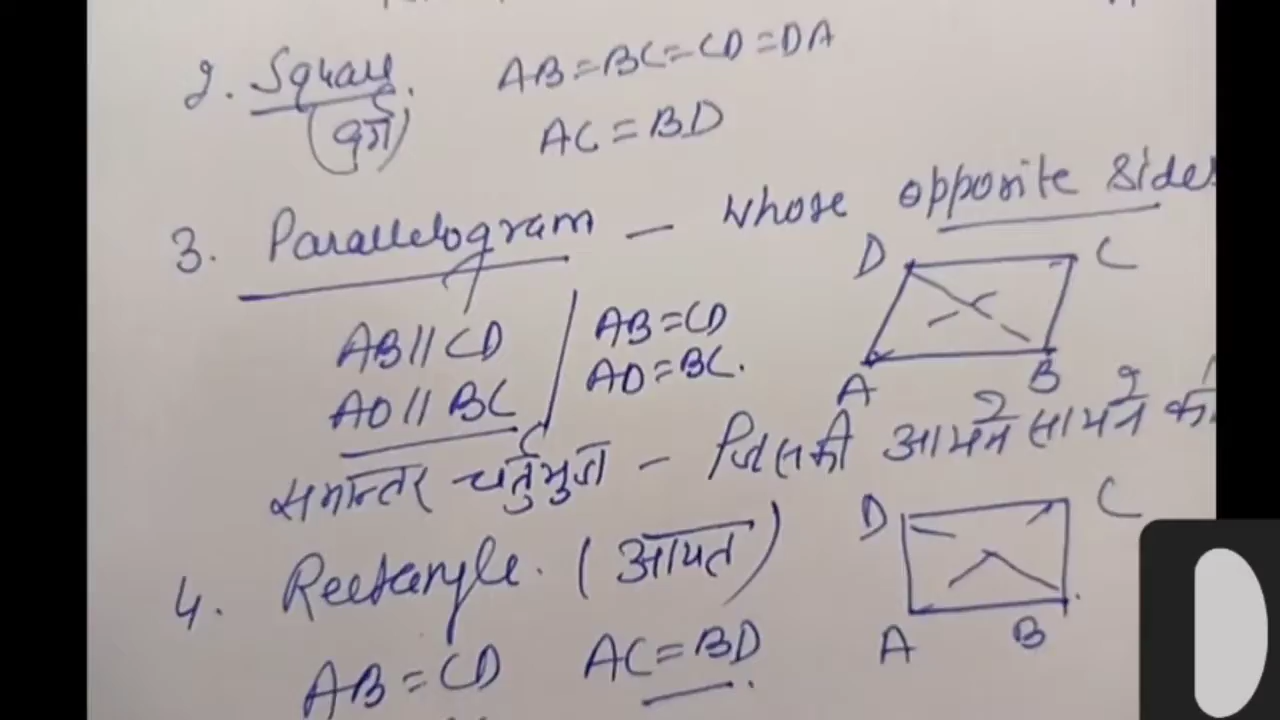 2. Square AB=BC=CD=DA
(वर्ग) AC=BD
3. Parallelogram — whose opposite sides
D C
AB//CD AB=CD
AD//BC AD=BC.
A B
समान्तर चर्तुभुज — जिसकी आमने सामने
D C
4. Rectangle. (आयत)
A B
AB=CD AC=BD.